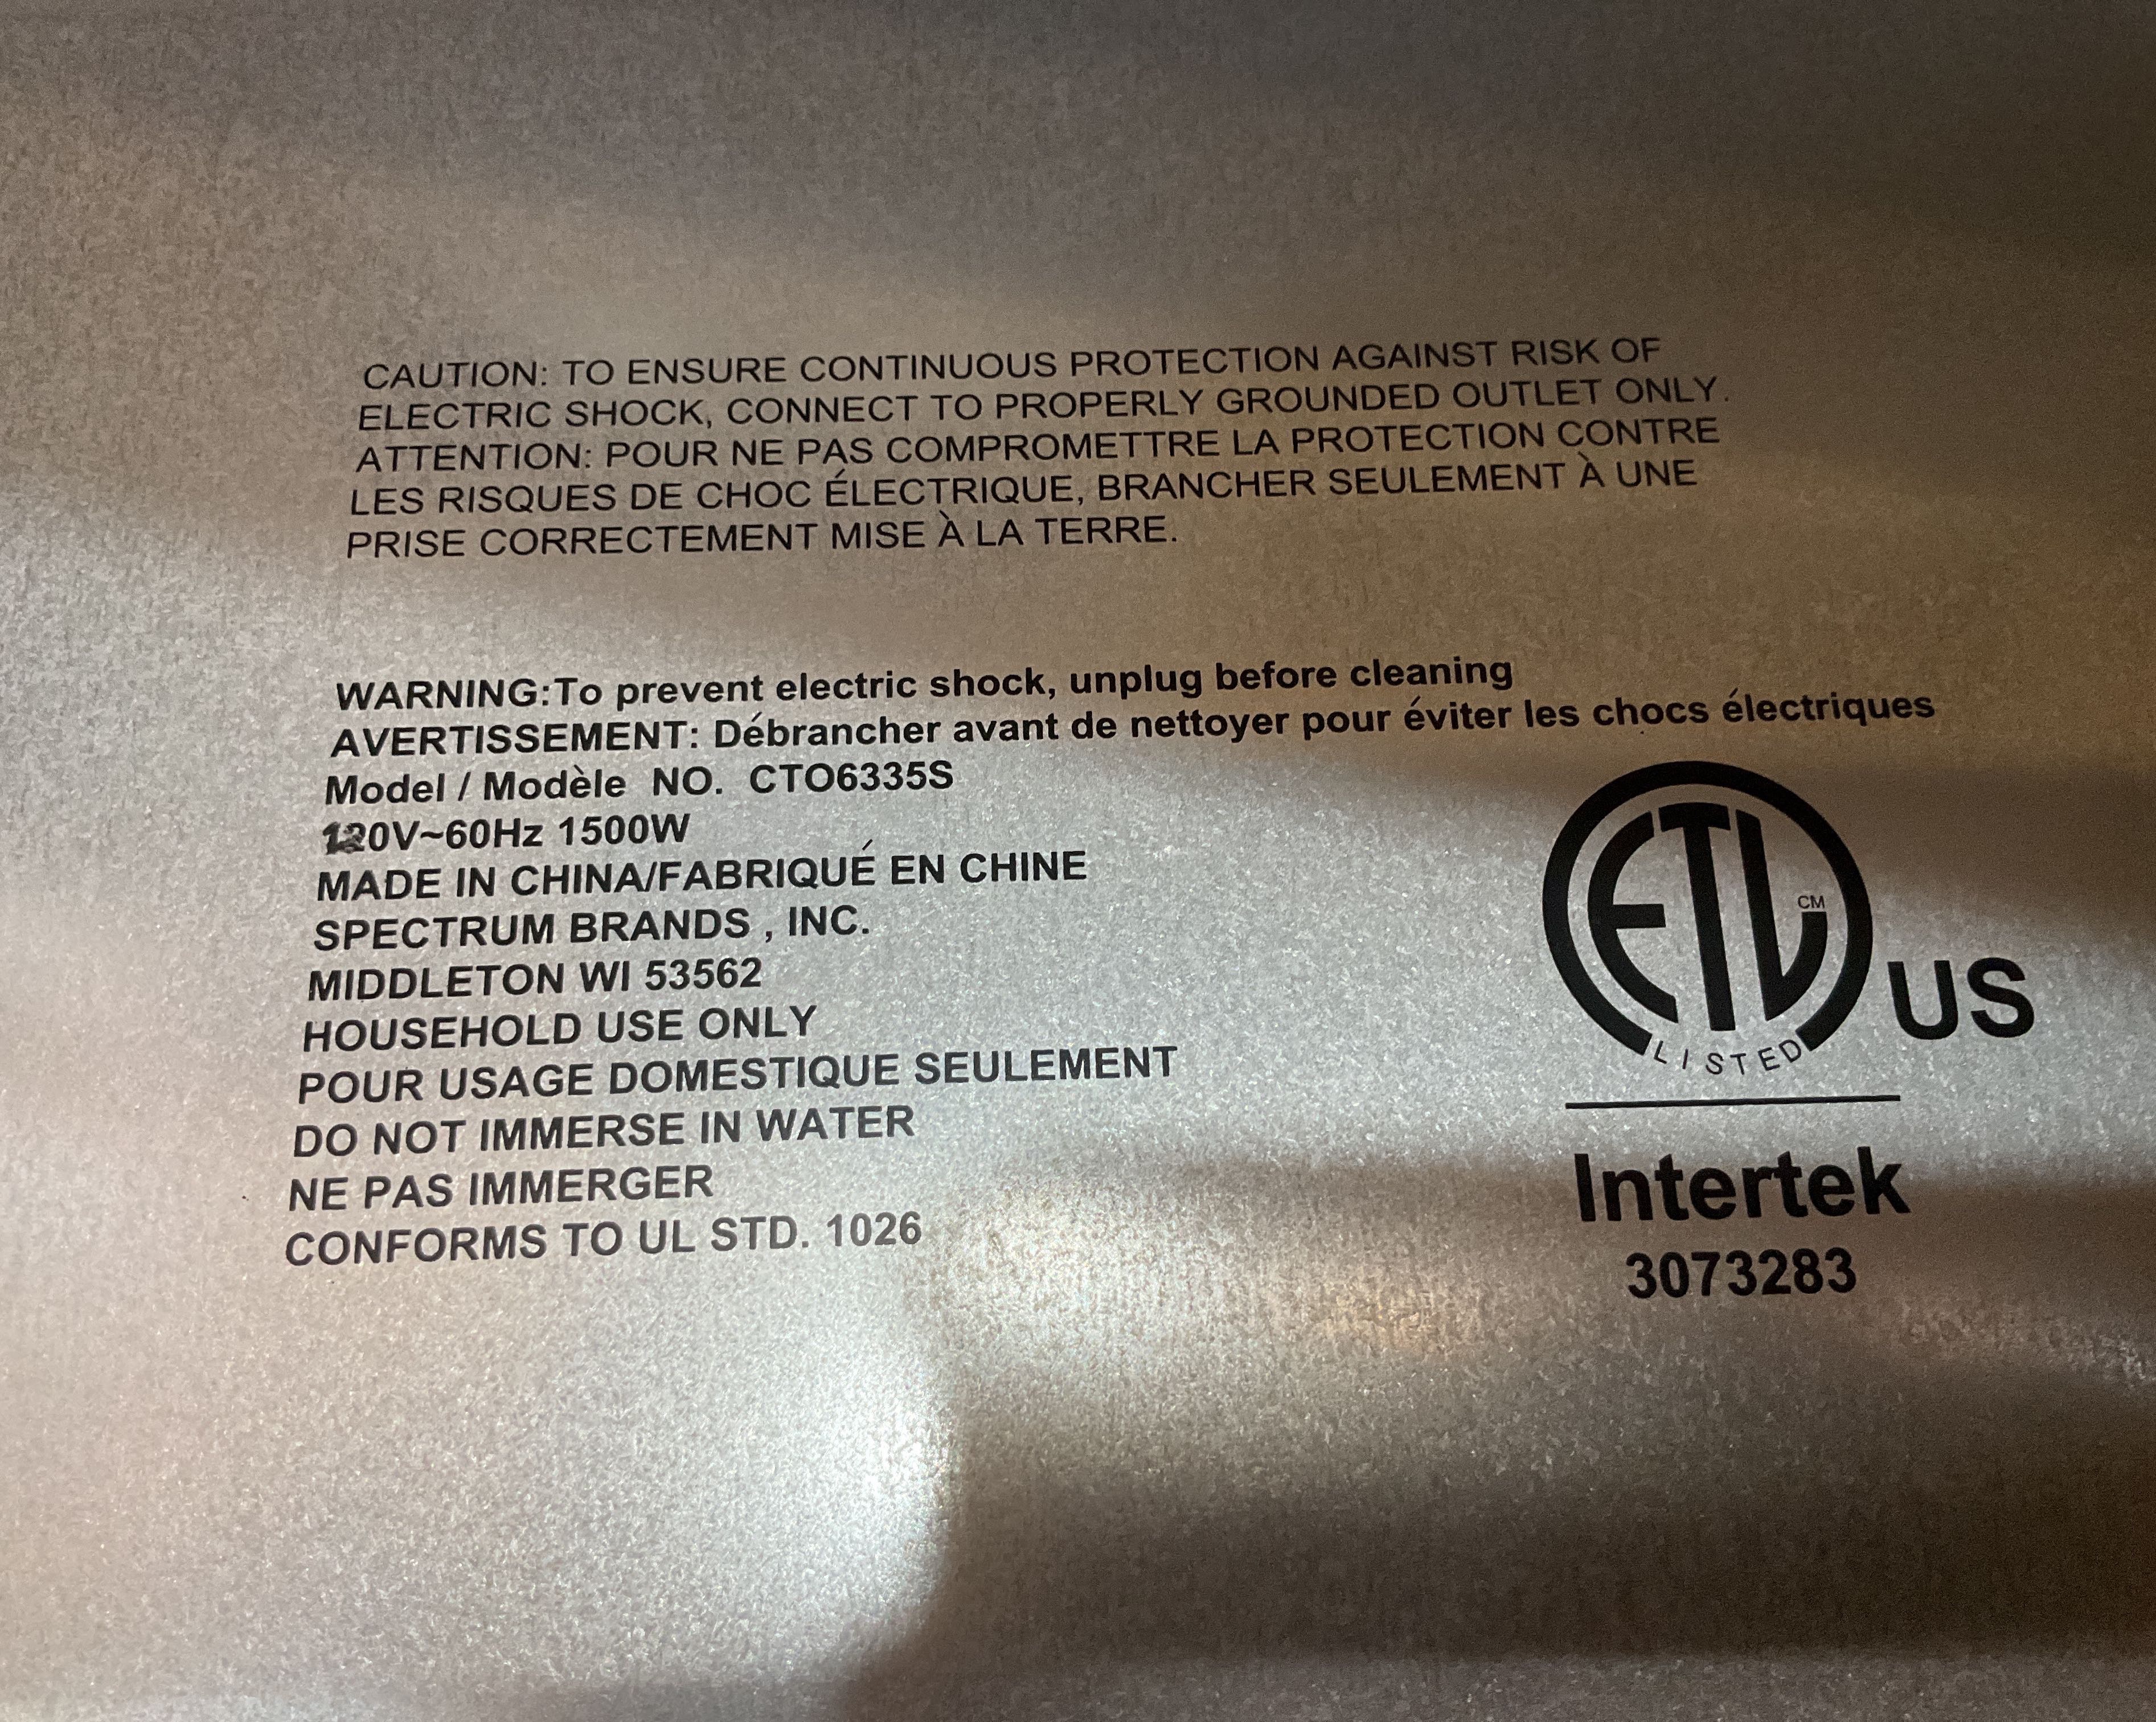 CAUTION: TO ENSURE CONTINUOUS PROTECTION AGAINST RISK OF
ELECTRIC SHOCK, CONNECT TO PROPERLY GROUNDED OUTLET ONLY.
ATTENTION: POUR NE PAS COMPROMETTRE LA PROTECTION CONTRE
LES RISQUES DE CHOC ÉLECTRIQUE, BRANCHER SEULEMENT À UNE
PRISE CORRECTEMENT MISE À LA TERRE.
WARNING:To prevent electric shock, unplug before cleaning
AVERTISSEMENT: Débrancher avant de nettoyer pour éviter les chocs électriques
Model / Modèle NO. CTO6335S
120V~60Hz 1500W
MADE IN CHINA/FABRIQUÉ EN CHINE
SPECTRUM BRANDS , INC.
MIDDLETON WI 53562
HOUSEHOLD USE ONLY
POUR USAGE DOMESTIQUE SEULEMENT
DO NOT IMMERSE IN WATER
NE PAS IMMERGER
CONFORMS TO UL STD. 1026
ETL CM
LISTED
US
Intertek
3073283